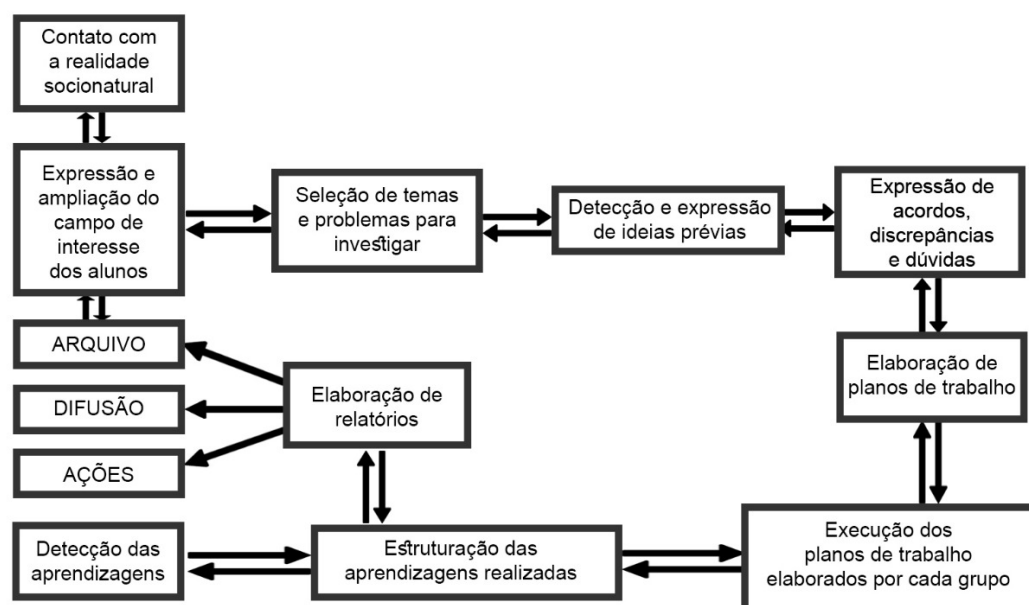 Contato com
a realidade
socionatural
Expressão e
ampliação do
campo de
interesse
dos alunos
Seleção de temas
e problemas para
investigar
Detecção e expressão
de ideias prévias
Expressão de
acordos,
discrepâncias
e dúvidas
ARQUIVO
DIFUSÃO
AÇÕES
Elaboração de
relatórios
Elaboração de
planos de trabalho
Detecção das
aprendizagens
Estruturação das
aprendizagens realizadas
Execução dos
planos de trabalho
elaborados por cada grupo